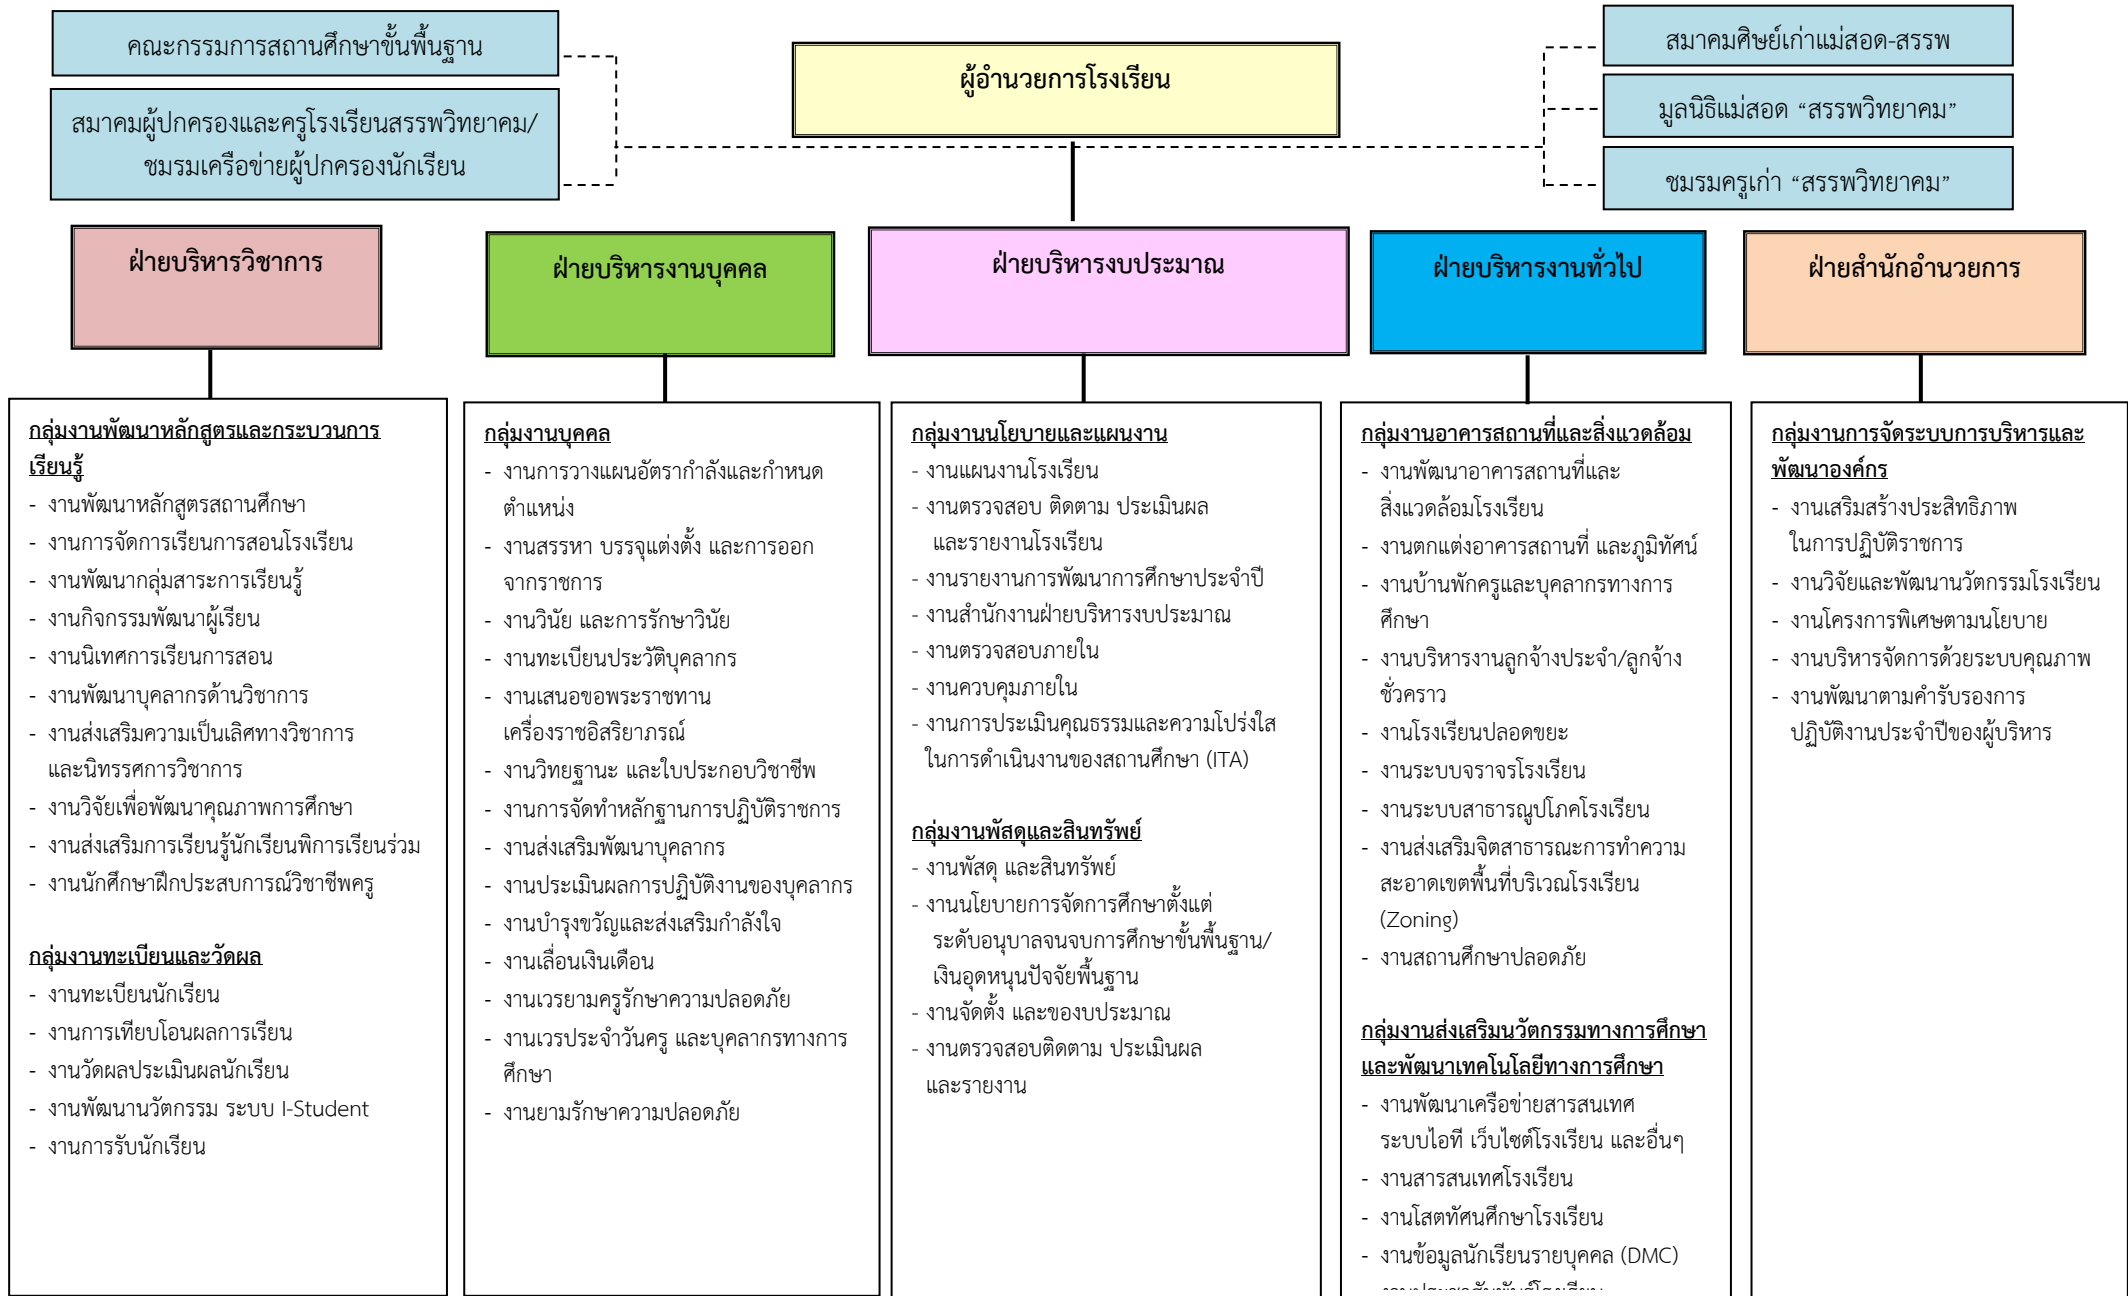 คณะกรรมการสถานศึกษาขั้นพื้นฐาน
สมาคมผู้ปกครองและครูโรงเรียนสรรพวิทยาคม/
ชมรมเครือข่ายผู้ปกครองนักเรียน
ผู้อำนวยการโรงเรียน
สมาคมศิษย์เก่าแม่สอด-สรรพ
มูลนิธิแม่สอด “สรรพวิทยาคม”
ชมรมครูเก่า “สรรพวิทยาคม”
ฝ่ายบริหารวิชาการ
ฝ่ายบริหารงานบุคคล
ฝ่ายบริหารงบประมาณ
ฝ่ายบริหารงานทั่วไป
ฝ่ายสำนักอำนวยการ
กลุ่มงานพัฒนาหลักสูตรและกระบวนการ
เรียนรู้
- งานพัฒนาหลักสูตรสถานศึกษา
- งานการจัดการเรียนการสอนโรงเรียน
- งานพัฒนากลุ่มสาระการเรียนรู้
- งานกิจกรรมพัฒนาผู้เรียน
- งานนิเทศการเรียนการสอน
- งานพัฒนาบุคลากรด้านวิชาการ
- งานส่งเสริมความเป็นเลิศทางวิชาการ
และนิทรรศการวิชาการ
- งานวิจัยเพื่อพัฒนาคุณภาพการศึกษา
- งานส่งเสริมการเรียนรู้นักเรียนพิการเรียนร่วม
- งานนักศึกษาฝึกประสบการณ์วิชาชีพครู
กลุ่มงานทะเบียนและวัดผล
- งานทะเบียนนักเรียน
- งานการเทียบโอนผลการเรียน
- งานวัดผลประเมินผลนักเรียน
- งานพัฒนานวัตกรรม ระบบ I-Student
- งานการรับนักเรียน
กลุ่มงานบุคคล
- งานการวางแผนอัตรากำลังและกำหนด
ตำแหน่ง
- งานสรรหา บรรจุแต่งตั้ง และการออก
จากราชการ
- งานวินัย และการรักษาวินัย
- งานทะเบียนประวัติบุคลากร
- งานเสนอขอพระราชทาน
เครื่องราชอิสริยาภรณ์
- งานวิทยฐานะ และใบประกอบวิชาชีพ
- งานการจัดทำหลักฐานการปฏิบัติราชการ
- งานส่งเสริมพัฒนาบุคลากร
- งานประเมินผลการปฏิบัติงานของบุคลากร
- งานบำรุงขวัญและส่งเสริมกำลังใจ
- งานเลื่อนเงินเดือน
- งานเวรยามครูรักษาความปลอดภัย
- งานเวรประจำวันครู และบุคลากรทางการ
ศึกษา
- งานยามรักษาความปลอดภัย
กลุ่มงานนโยบายและแผนงาน
- งานแผนงานโรงเรียน
- งานตรวจสอบ ติดตาม ประเมินผล
และรายงานโรงเรียน
- งานรายงานการพัฒนาการศึกษาประจำปี
- งานสำนักงานฝ่ายบริหารงบประมาณ
- งานตรวจสอบภายใน
- งานควบคุมภายใน
- งานการประเมินคุณธรรมและความโปร่งใส
ในการดำเนินงานของสถานศึกษา (ITA)
กลุ่มงานพัสดุและสินทรัพย์
- งานพัสดุ และสินทรัพย์
- งานนโยบายการจัดการศึกษาตั้งแต่
ระดับอนุบาลจนจบการศึกษาขั้นพื้นฐาน/
เงินอุดหนุนปัจจัยพื้นฐาน
- งานจัดตั้ง และของบประมาณ
- งานตรวจสอบติดตาม ประเมินผล
และรายงาน
กลุ่มงานอาคารสถานที่และสิ่งแวดล้อม
- งานพัฒนาอาคารสถานที่และ
สิ่งแวดล้อมโรงเรียน
- งานตกแต่งอาคารสถานที่ และภูมิทัศน์
- งานบ้านพักครูและบุคลากรทางการ
ศึกษา
- งานบริหารงานลูกจ้างประจำ/ลูกจ้าง
ชั่วคราว
- งานโรงเรียนปลอดขยะ
- งานระบบจราจรโรงเรียน
- งานระบบสาธารณูปโภคโรงเรียน
- งานส่งเสริมจิตสาธารณะการทำความ
สะอาดเขตพื้นที่บริเวณโรงเรียน
(Zoning)
- งานสถานศึกษาปลอดภัย
กลุ่มงานส่งเสริมนวัตกรรมทางการศึกษา
และพัฒนาเทคโนโลยีทางการศึกษา
- งานพัฒนาเครือข่ายสารสนเทศ
ระบบไอที เว็บไซต์โรงเรียน และอื่นๆ
- งานสารสนเทศโรงเรียน
- งานโสตทัศนศึกษาโรงเรียน
- งานข้อมูลนักเรียนรายบุคคล (DMC)
กลุ่มงานการจัดระบบการบริหารและ
พัฒนาองค์กร
- งานเสริมสร้างประสิทธิภาพ
ในการปฏิบัติราชการ
- งานวิจัยและพัฒนานวัตกรรมโรงเรียน
- งานโครงการพิเศษตามนโยบาย
- งานบริหารจัดการด้วยระบบคุณภาพ
- งานพัฒนาตามคำรับรองการ
ปฏิบัติงานประจำปีของผู้บริหาร